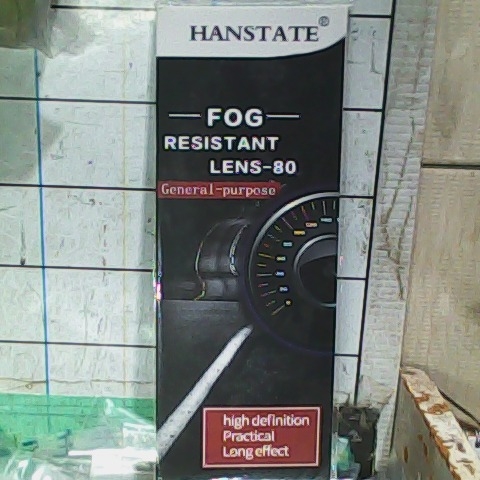 HANSTATE®
FOG
RESISTANT
LENS-80
General-purpose
high definition
Practical
Long effect